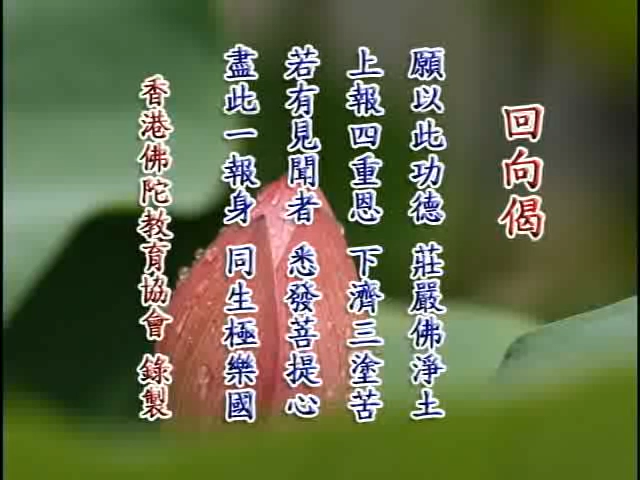 回向偈
願以此功德 莊嚴佛淨土
上報四重恩 下濟三塗苦
若有見聞者 悉發菩提心
盡此一報身 同生極樂國
香港佛陀教育協會 錄製